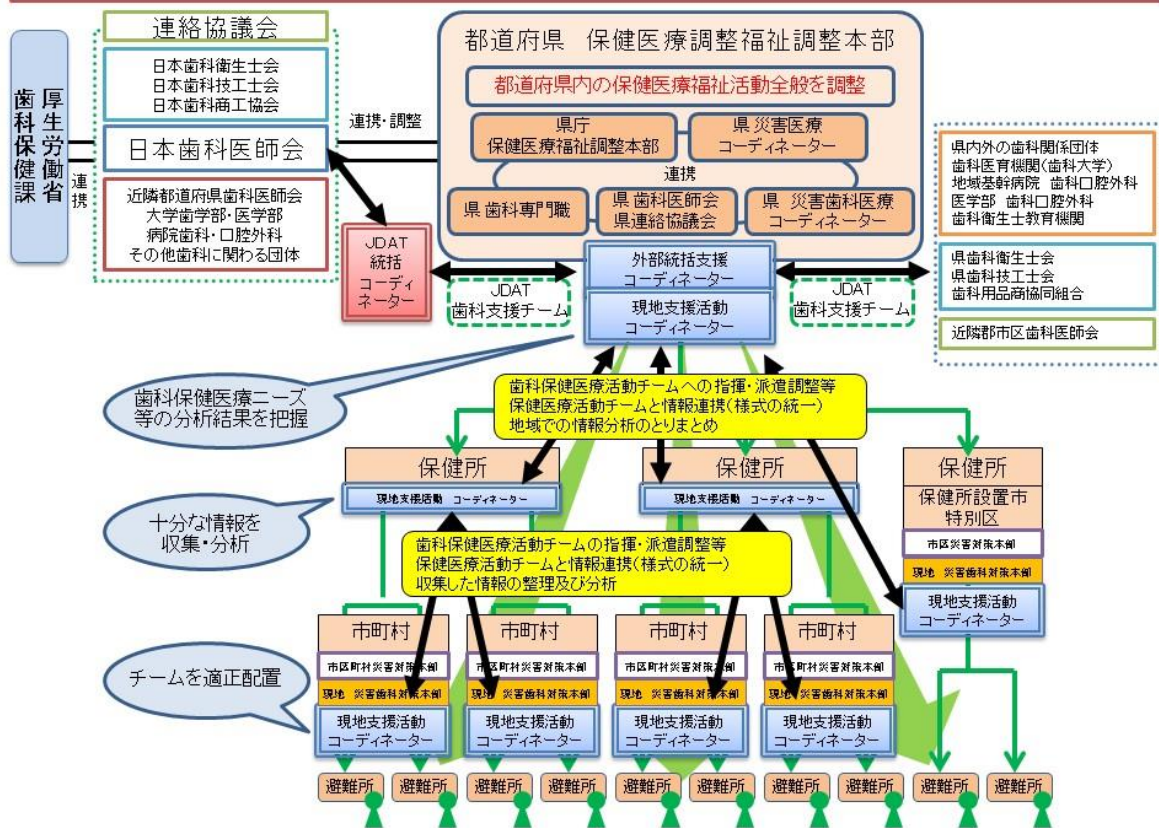 厚生労働省
歯科保健課
連携
連絡協議会
日本歯科衛生士会
日本歯科技工士会
日本歯科商工協会
日本歯科医師会
近隣都道府県歯科医師会
大学歯学部・医学部
病院歯科・口腔外科
その他歯科に関わる団体
連携・調整
JDAT
統括
コーディ
ネーター
都道府県 保健医療調整福祉調整本部
都道府県内の保健医療福祉活動全般を調整
県庁
保健医療福祉調整本部
県 災害医療
コーディネーター
連携
県 歯科専門職
県 歯科医師会
県 連絡協議会
県 災害歯科医療
コーディネーター
外部統括支援
コーディネーター
現地支援活動
コーディネーター
JDAT
歯科支援チーム
JDAT
歯科支援チーム
県内外の歯科関係団体
歯科医育機関(歯科大学)
地域基幹病院 歯科口腔外科
医学部 歯科口腔外科
歯科衛生士教育機関
県歯科衛生士会
県歯科技工士会
歯科用品商協同組合
近隣郡市区歯科医師会
歯科保健医療ニーズ
等の分析結果を把握
歯科保健医療活動チームへの指揮・派遣調整等
保健医療活動チームと情報連携(様式の統一)
地域での情報分析のとりまとめ
保健所
現地支援活動 コーディネーター
保健所
現地支援活動 コーディネーター
保健所
保健所設置市
特別区
市区災害対策本部
現地 災害歯科対策本部
現地支援活動
コーディネーター
十分な情報を
収集・分析
歯科保健医療活動チームの指揮・派遣調整等
保健医療活動チームと情報連携(様式の統一)
収集した情報の整理及び分析
チームを適正配置
市町村
市区町村災害対策本部
現地 災害歯科対策本部
現地支援活動
コーディネーター
市町村
市区町村災害対策本部
現地 災害歯科対策本部
現地支援活動
コーディネーター
市町村
市区町村災害対策本部
現地 災害歯科対策本部
現地支援活動
コーディネーター
市町村
市区町村災害対策本部
現地 災害歯科対策本部
現地支援活動
コーディネーター
避難所
避難所
避難所
避難所
避難所
避難所
避難所
避難所
避難所
避難所